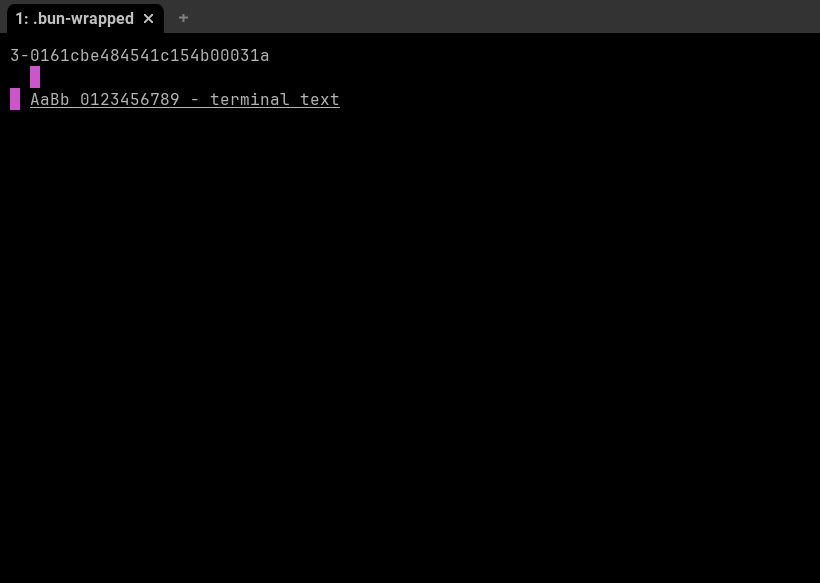 1: .bun-wrapped × +
3-0161cbe484541c154b00031a
AaBb 0123456789 - terminal text